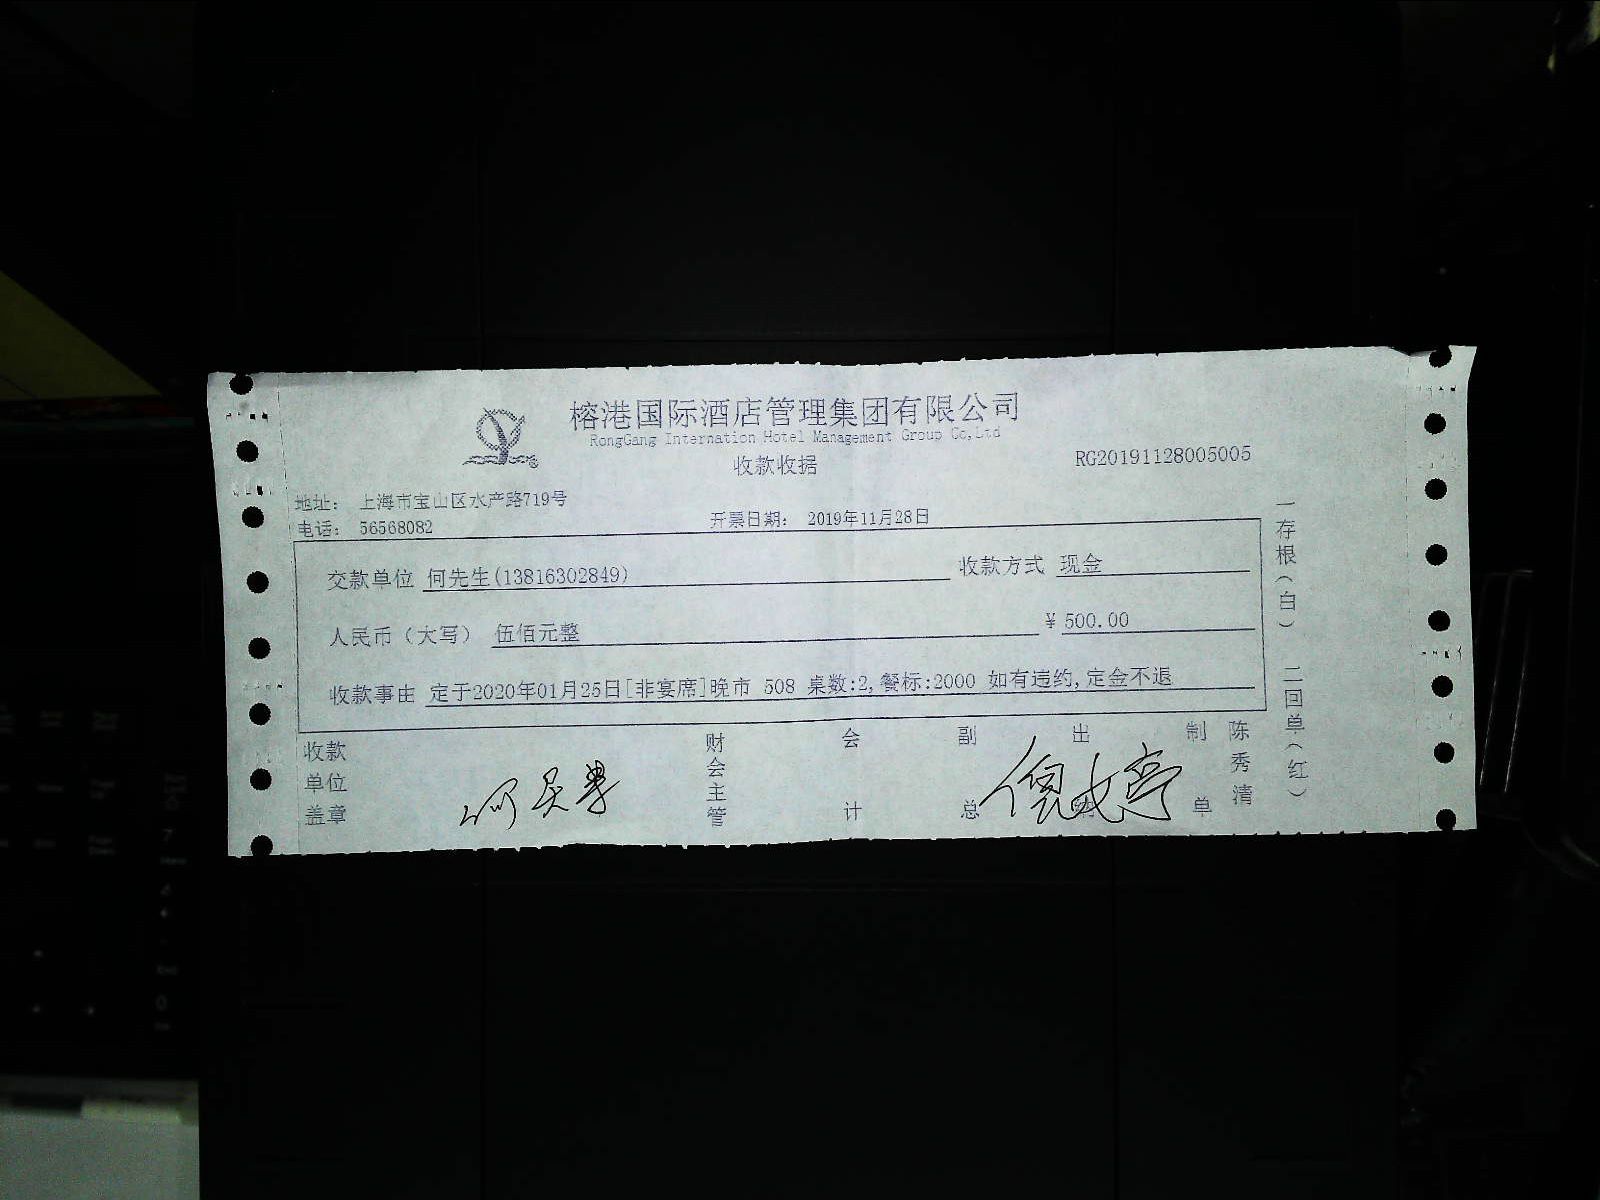 榕港国际酒店管理集团有限公司
RongGang Internation Hotel Management Group Co,Ltd
收款收据
RG20191128005005
地址： 上海市宝山区水产路719号
电话： 56568082
开票日期： 2019年11月28日
交款单位 何先生(13816302849)
收款方式 现金
人民币（大写） 伍佰元整
¥ 500.00
收款事由 定于2020年01月25日[非宴席]晚市 508 桌数:2,餐标:2000 如有违约,定金不退
收款单位盖章
财会主管
会计
副总
出纳
倪文亭
制单
陈秀清
一存根（白） 二回单（红）